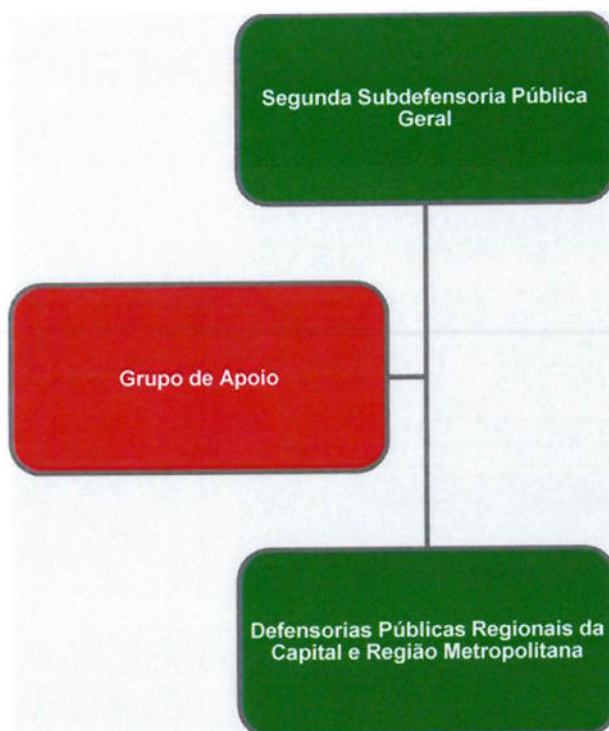 Segunda Subdefensoria Pública
Geral
Grupo de Apoio
Defensorias Públicas Regionais da
Capital e Região Metropolitana